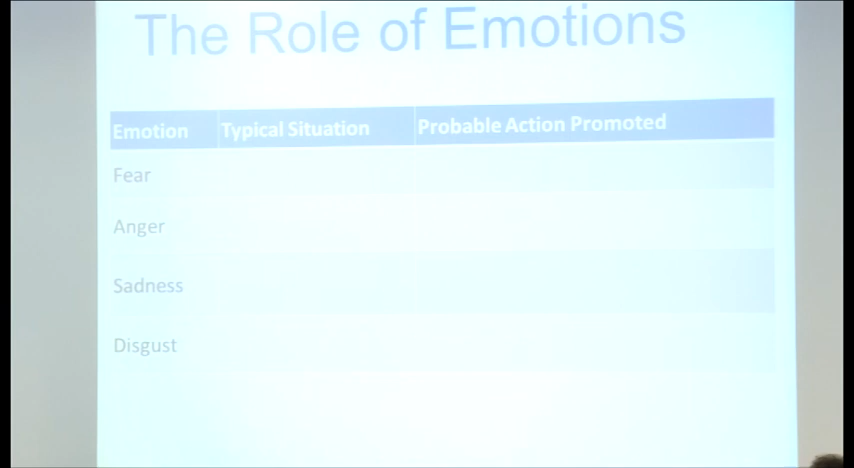 The Role of Emotions
Emotion Typical Situation Probable Action Promoted
Fear
Anger
Sadness
Disgust